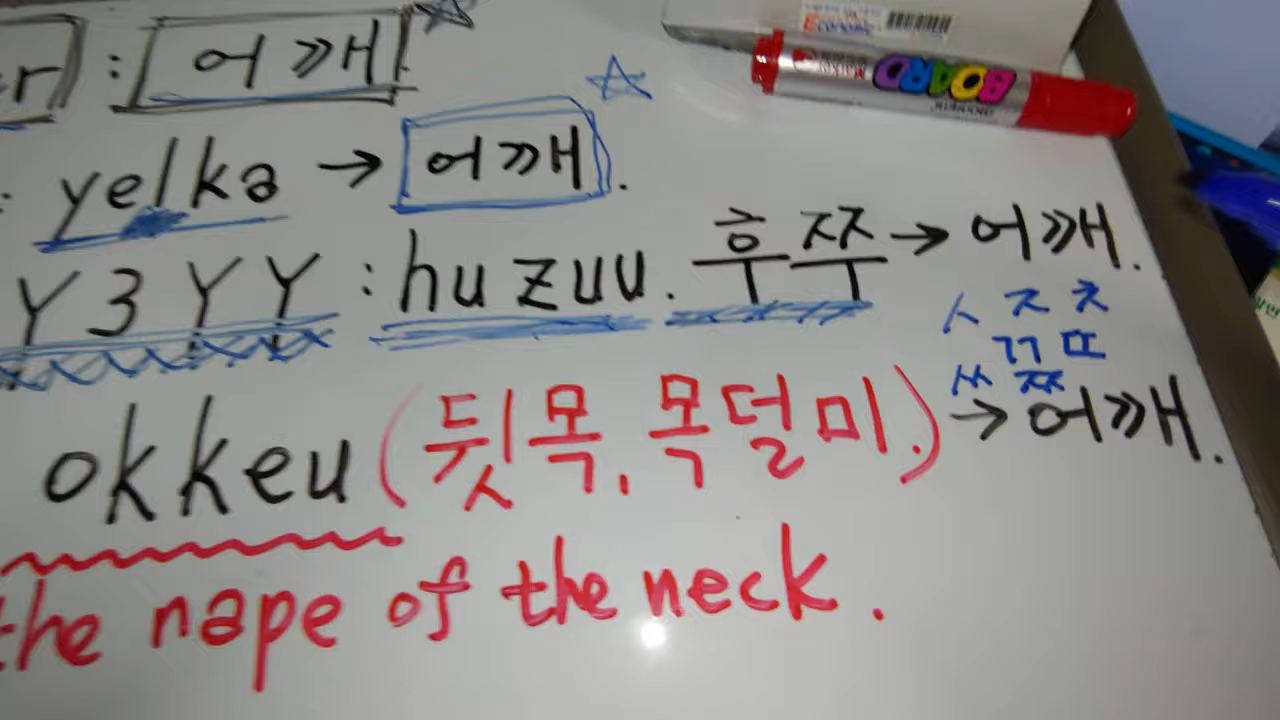 r : 어깨
: yelka → 어깨.
Y3YY : huzuu. 후쭈 → 어깨.
ㅅ ㅈ ㅊ
ㄲ ㄸ
ㅆ ㅉ
okkeu (뒷목, 목덜미.) → 어깨.
the nape of the neck.
BOARD